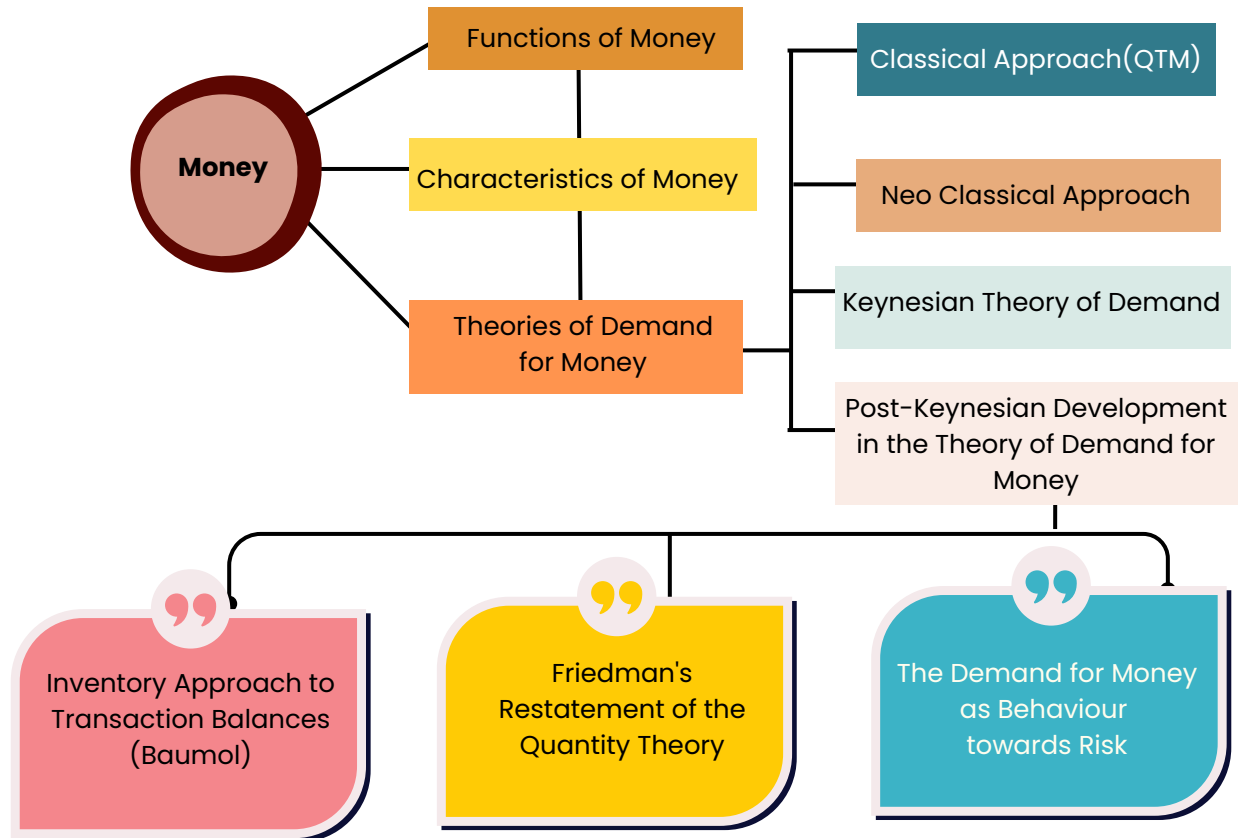 Money
Functions of Money
Characteristics of Money
Theories of Demand
for Money
Classical Approach(QTM)
Neo Classical Approach
Keynesian Theory of Demand
Post-Keynesian Development
in the Theory of Demand for
Money
Inventory Approach to
Transaction Balances
(Baumol)
Friedman's
Restatement of the
Quantity Theory
The Demand for Money
as Behaviour
towards Risk